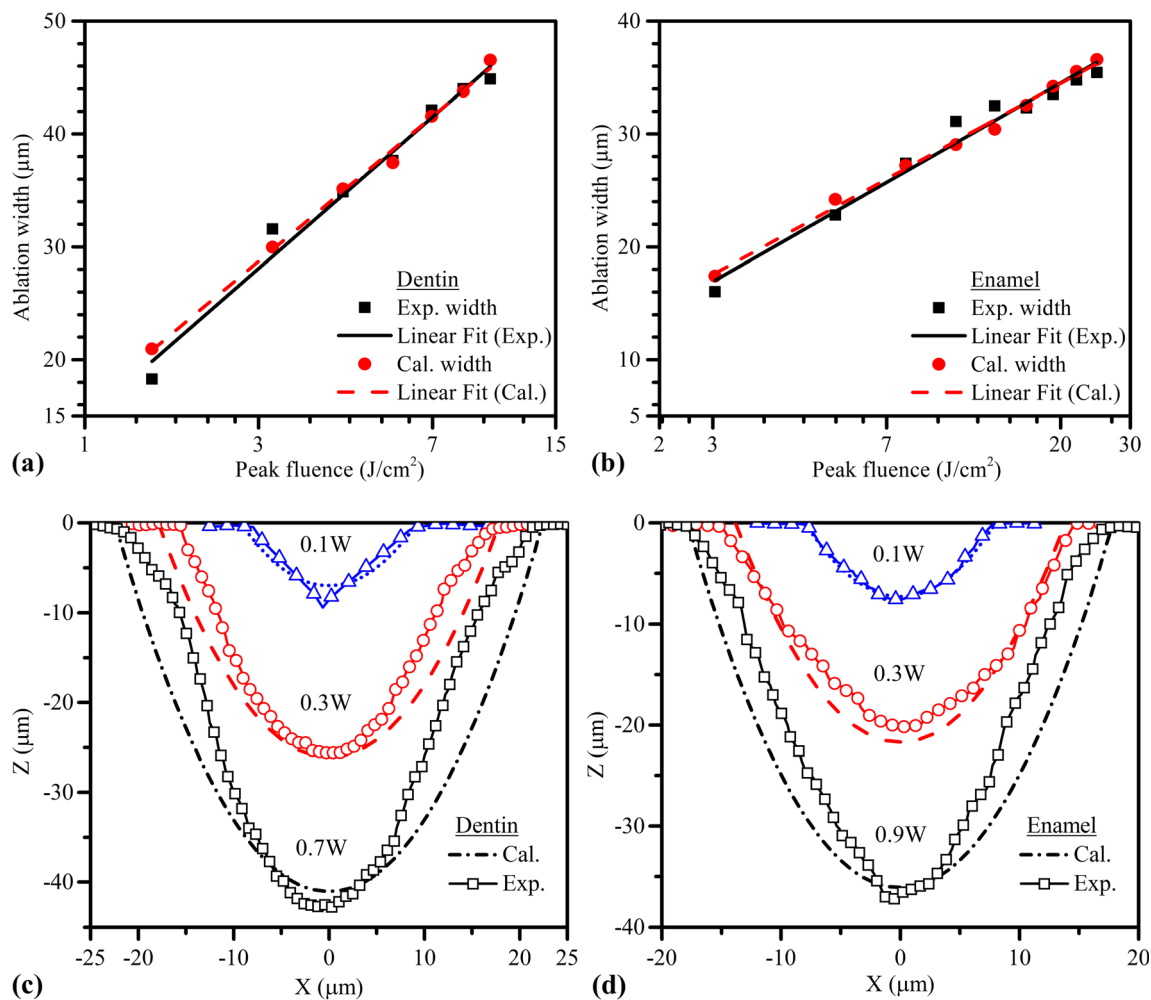 50
40
30
20
15
Ablation width (μm)
Dentin
Exp. width
Linear Fit (Exp.)
Cal. width
Linear Fit (Cal.)
1
3
7
15
Peak fluence (J/cm²)
(a)
40
30
20
10
5
Ablation width (μm)
Enamel
Exp. width
Linear Fit (Exp.)
Cal. width
Linear Fit (Cal.)
2
3
7
20
30
Peak fluence (J/cm²)
(b)
0
-10
-20
-30
-40
Z (μm)
0.1W
0.3W
0.7W
Dentin
Cal.
Exp.
-25
-20
-10
0
10
20
25
X (μm)
(c)
0
-10
-20
-30
-40
Z (μm)
0.1W
0.3W
0.9W
Enamel
Cal.
Exp.
-20
-10
0
10
20
X (μm)
(d)